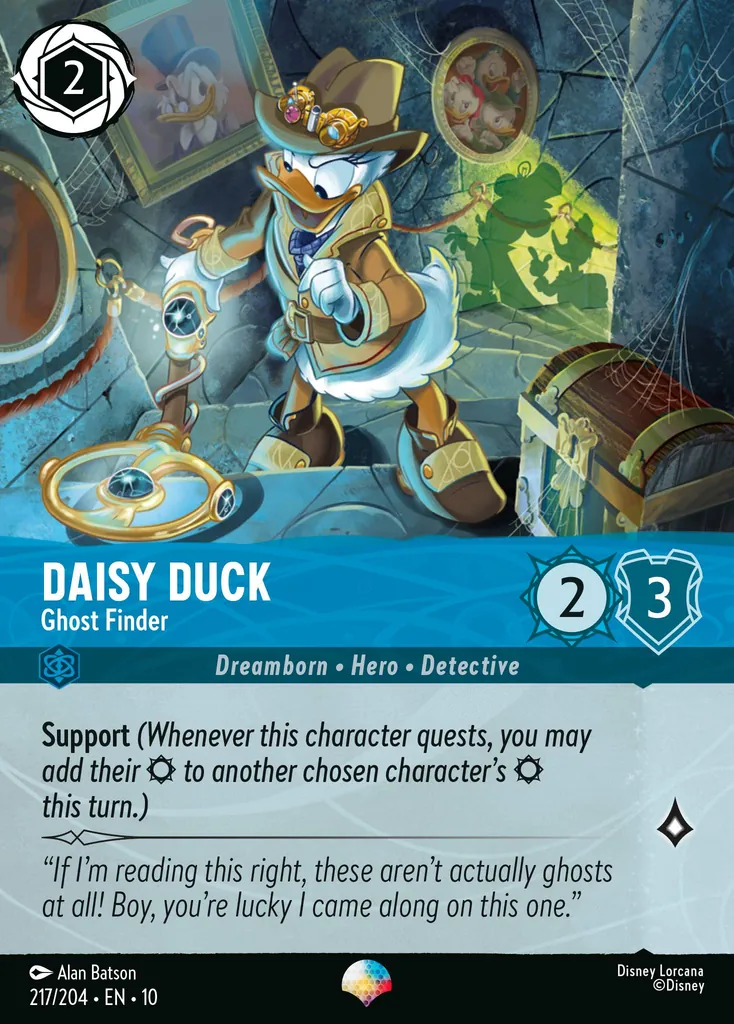 2
DAISY DUCK
Ghost Finder
2
3
Dreamborn • Hero • Detective
Support (Whenever this character quests, you may
add their to another chosen character's
this turn.)
“If I'm reading this right, these aren't actually ghosts
at all! Boy, you're lucky I came along on this one.”
Alan Batson
Disney Lorcana
217/204 • EN • 10
©Disney